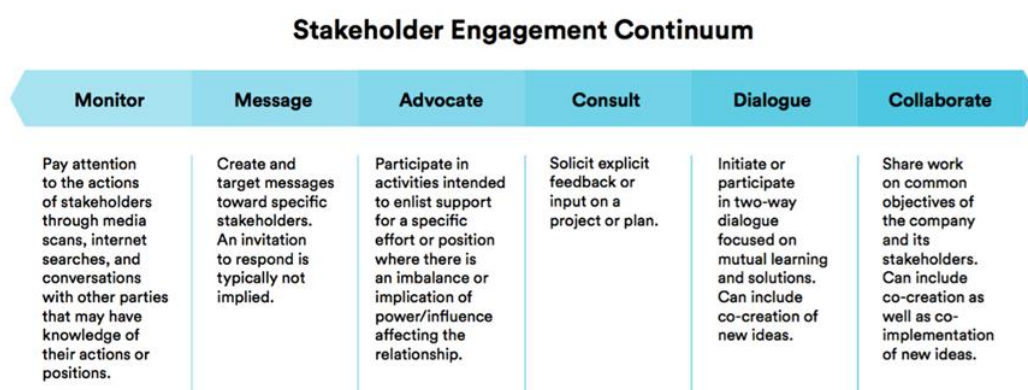 Stakeholder Engagement Continuum
Monitor
Message
Advocate
Consult
Dialogue
Collaborate
Pay attention
to the actions
of stakeholders
through media
scans, internet
searches, and
conversations
with other parties
that may have
knowledge of
their actions or
positions.
Create and
target messages
toward specific
stakeholders.
An invitation
to respond is
typically not
implied.
Participate in
activities intended
to enlist support
for a specific
effort or position
where there is
an imbalance or
implication of
power/influence
affecting the
relationship.
Solicit explicit
feedback or
input on a
project or plan.
Initiate or
participate
in two-way
dialogue
focused on
mutual learning
and solutions.
Can include
co-creation of
new ideas.
Share work
on common
objectives of
the company
and its
stakeholders.
Can include
co-creation as
well as co-
implementation
of new ideas.